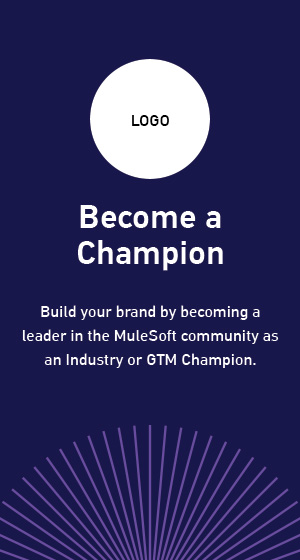 LOGO
Become a
Champion
Build your brand by becoming a
leader in the MuleSoft community as
an Industry or GTM Champion.